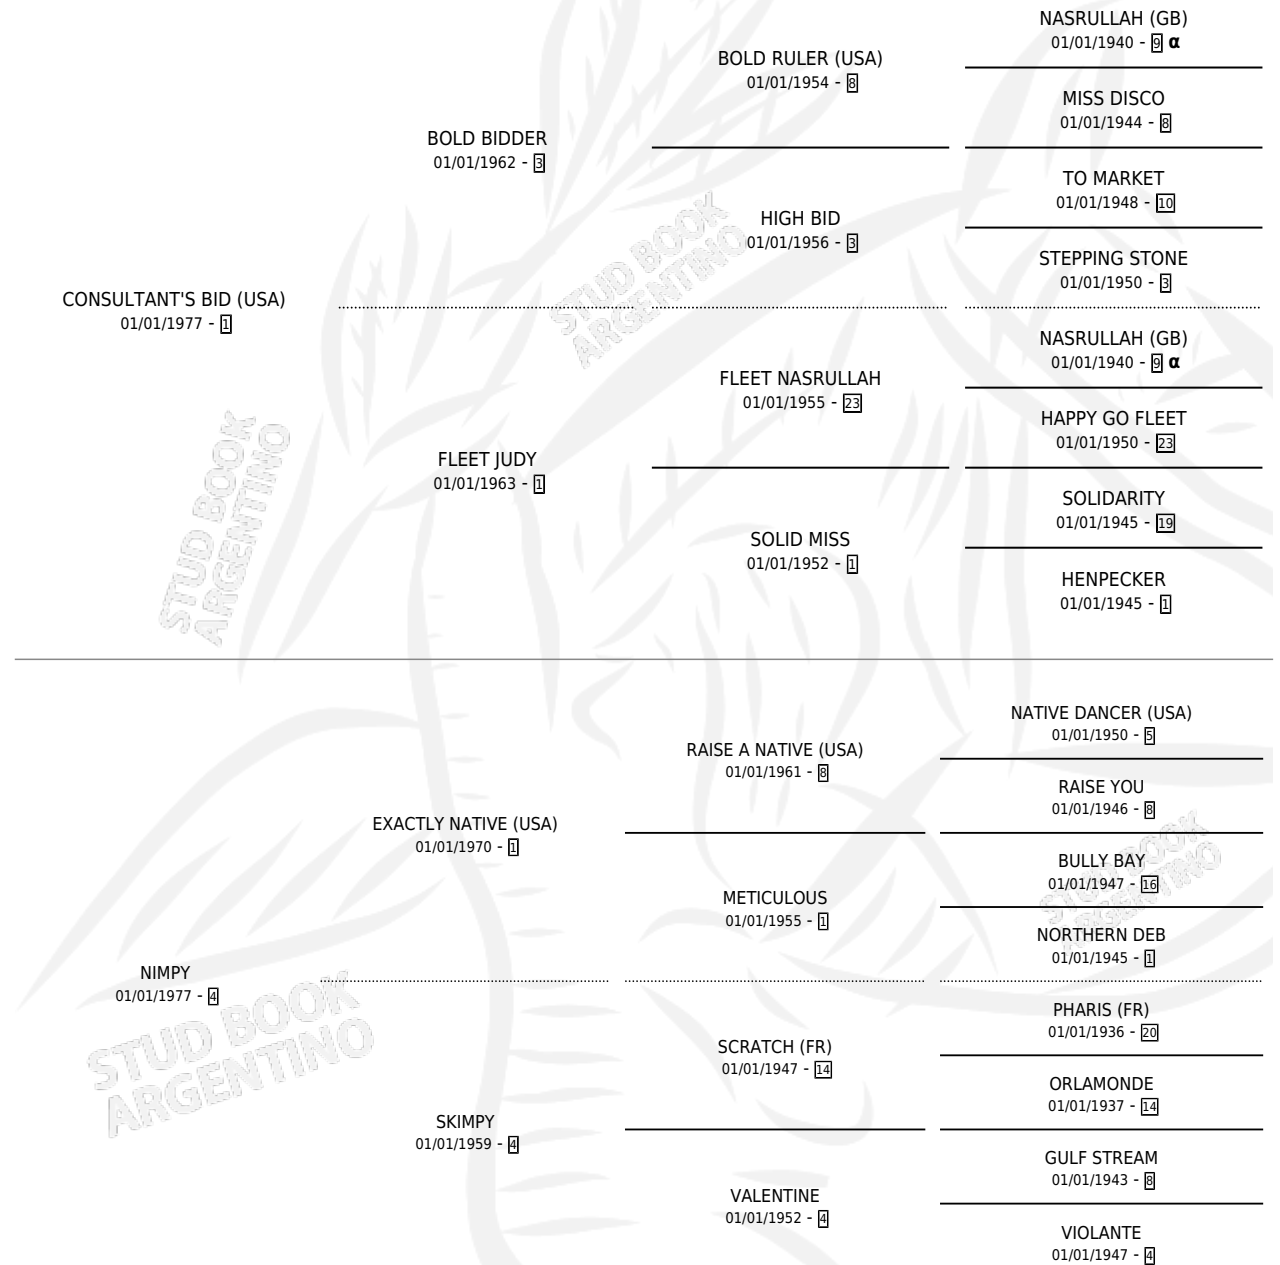 NASRULLAH (GB)
01/01/1940 - 9 α
BOLD RULER (USA)
01/01/1954 - 8
MISS DISCO
01/01/1944 - 8
BOLD BIDDER
01/01/1962 - 3
TO MARKET
01/01/1948 - 10
HIGH BID
01/01/1956 - 3
STEPPING STONE
01/01/1950 - 3
CONSULTANT'S BID (USA)
01/01/1977 - 1
NASRULLAH (GB)
01/01/1940 - 9 α
FLEET NASRULLAH
01/01/1955 - 23
HAPPY GO FLEET
01/01/1950 - 23
FLEET JUDY
01/01/1963 - 1
SOLIDARITY
01/01/1945 - 19
SOLID MISS
01/01/1952 - 1
HENPECKER
01/01/1945 - 1
NATIVE DANCER (USA)
01/01/1950 - 5
RAISE A NATIVE (USA)
01/01/1961 - 8
RAISE YOU
01/01/1946 - 8
EXACTLY NATIVE (USA)
01/01/1970 - 1
BULLY BAY
01/01/1947 - 16
METICULOUS
01/01/1955 - 1
NORTHERN DEB
01/01/1945 - 1
NIMPY
01/01/1977 - 4
PHARIS (FR)
01/01/1936 - 20
SCRATCH (FR)
01/01/1947 - 14
ORLAMONDE
01/01/1937 - 14
SKIMPY
01/01/1959 - 4
GULF STREAM
01/01/1943 - 8
VALENTINE
01/01/1952 - 4
VIOLANTE
01/01/1947 - 4
STUD BOOK
ARGENTINO
STUD BOOK
ARGENTINO
STUD BOOK
ARGENTINO
STUD BOOK
ARGENTINO